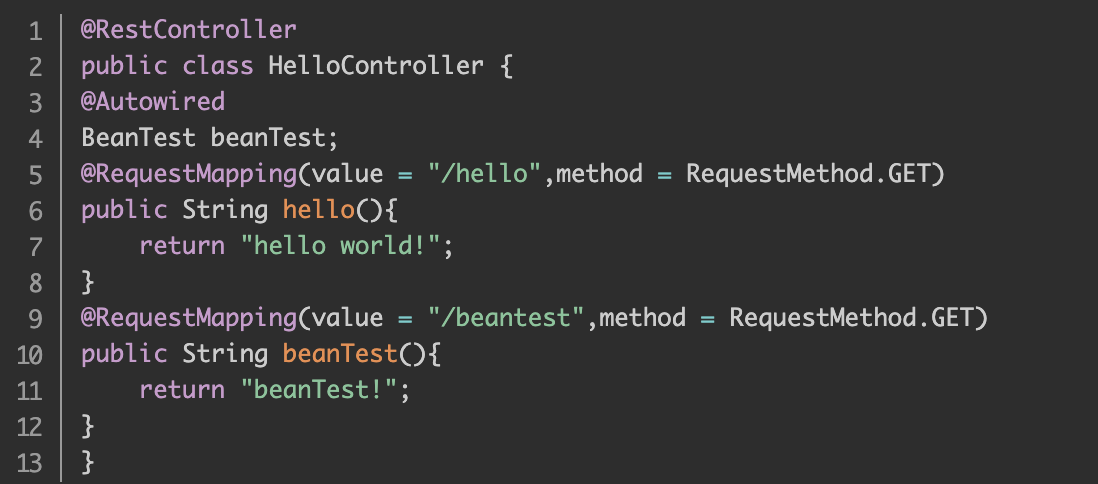 1 @RestController
2 public class HelloController {
3 @Autowired
4 BeanTest beanTest;
5 @RequestMapping(value = "/hello",method = RequestMethod.GET)
6 public String hello(){
7     return "hello world!";
8 }
9 @RequestMapping(value = "/beantest",method = RequestMethod.GET)
10 public String beanTest(){
11     return "beanTest!";
12 }
13 }